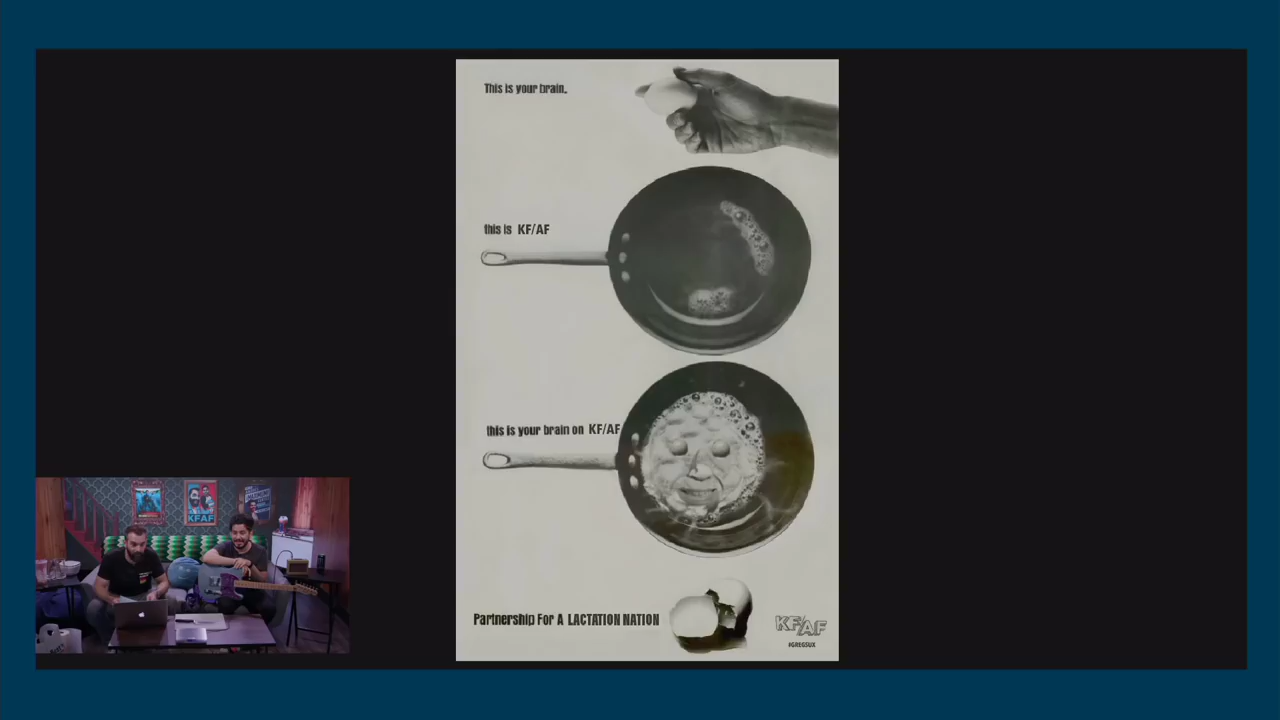 This is your brain.
this is KF/AF
this is your brain on KF/AF
Partnership For A LACTATION NATION
KF/AF
#GREGSUX
KFAF